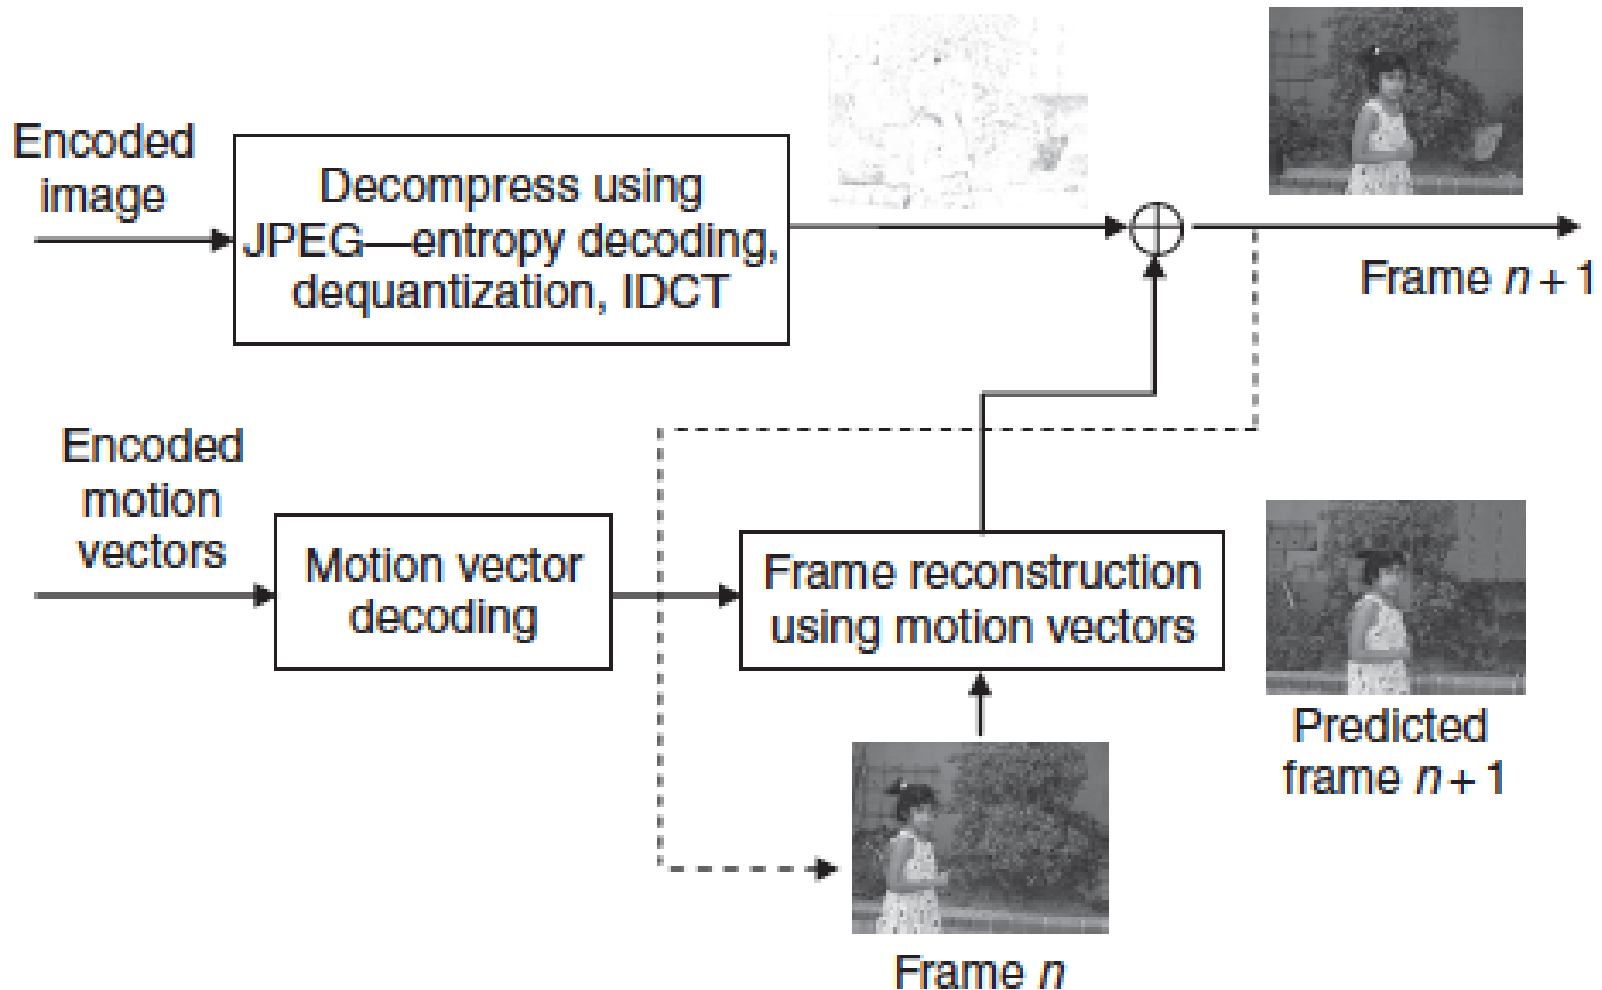 Encoded
image
Decompress using
JPEG—entropy decoding,
dequantization, IDCT
Frame n + 1
Encoded
motion
vectors
Motion vector
decoding
Frame reconstruction
using motion vectors
Predicted
frame n + 1
Frame n